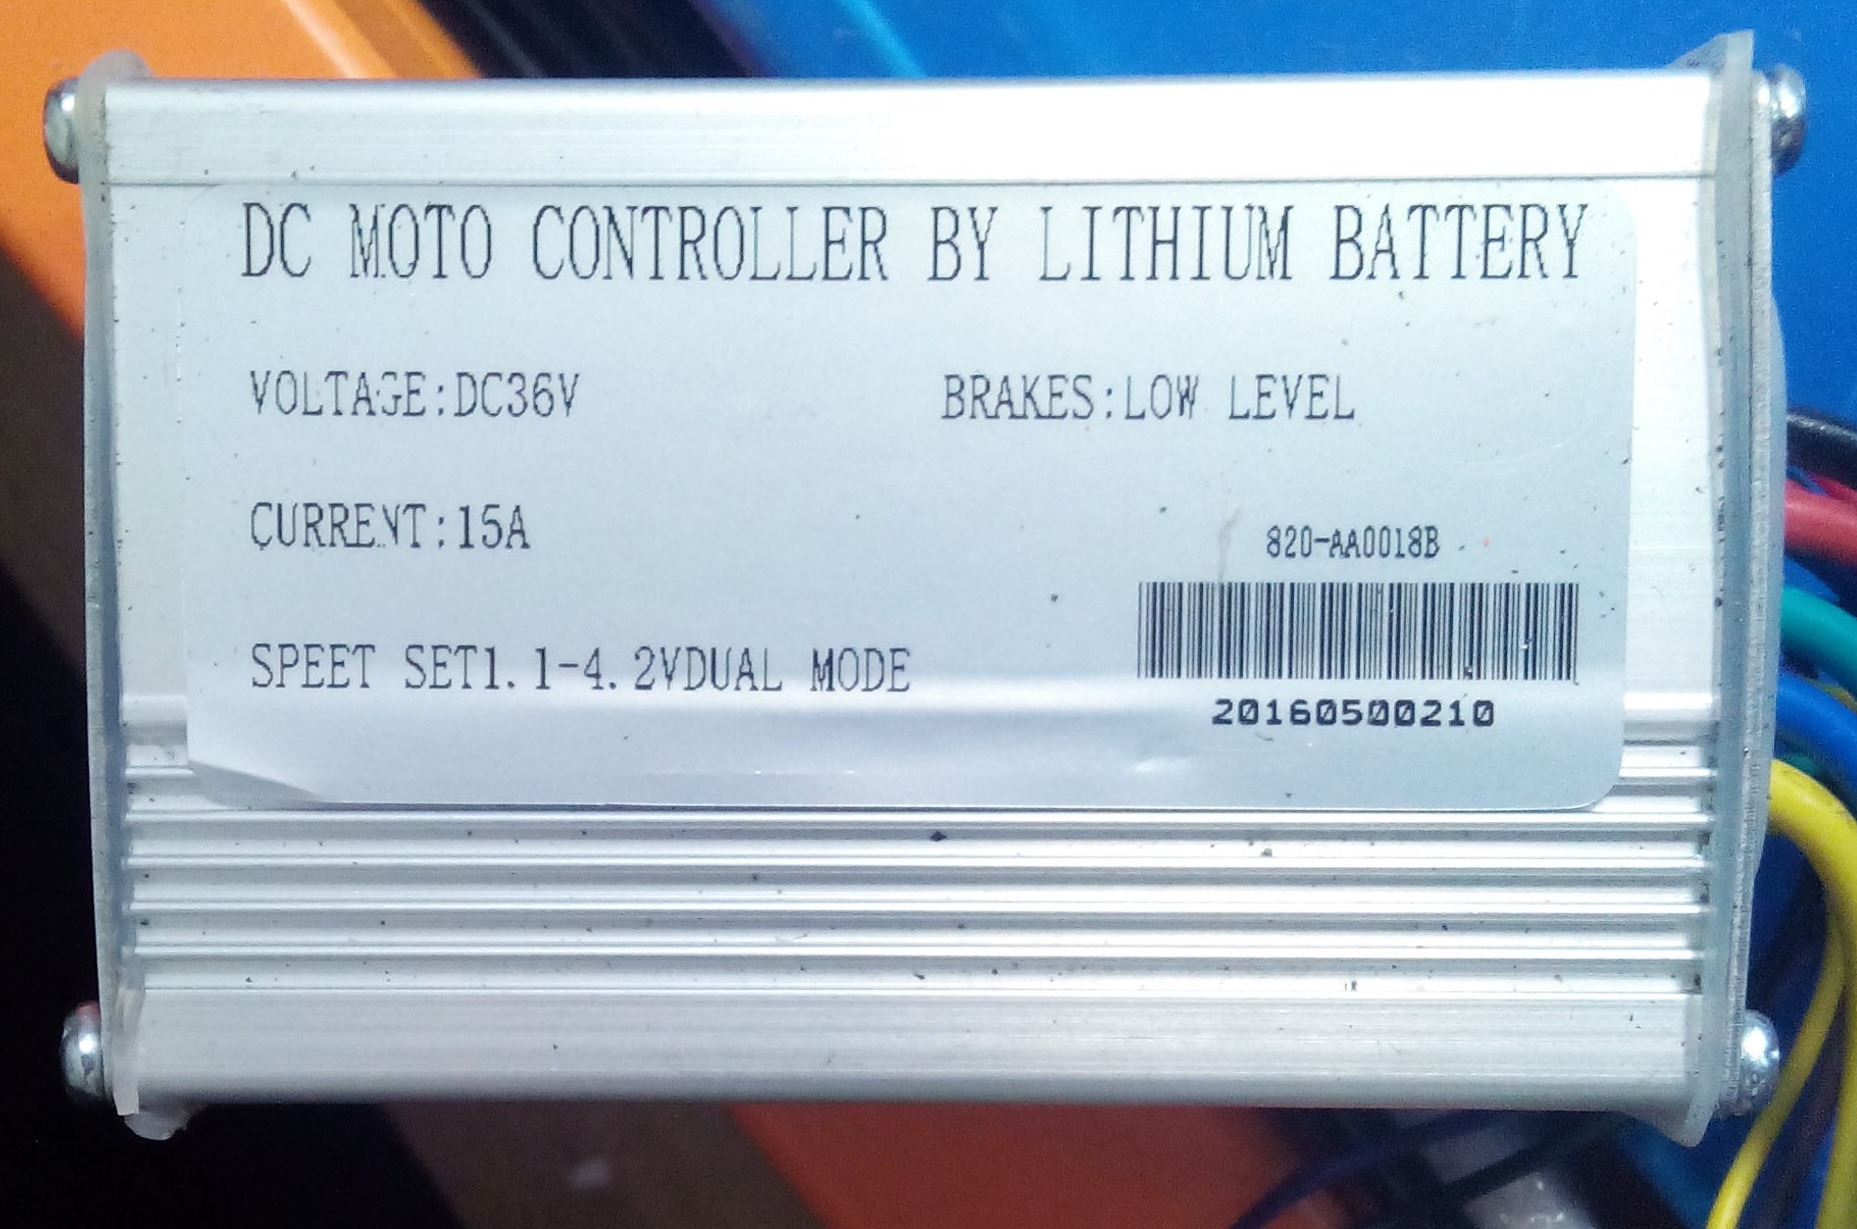 DC MOTO CONTROLLER BY LITHIUM BATTERY
VOLTAGE:DC36V
BRAKES:LOW LEVEL
CURRENT:15A
820-AA0018B
SPEET SET1.1-4.2VDUAL MODE
20160500210